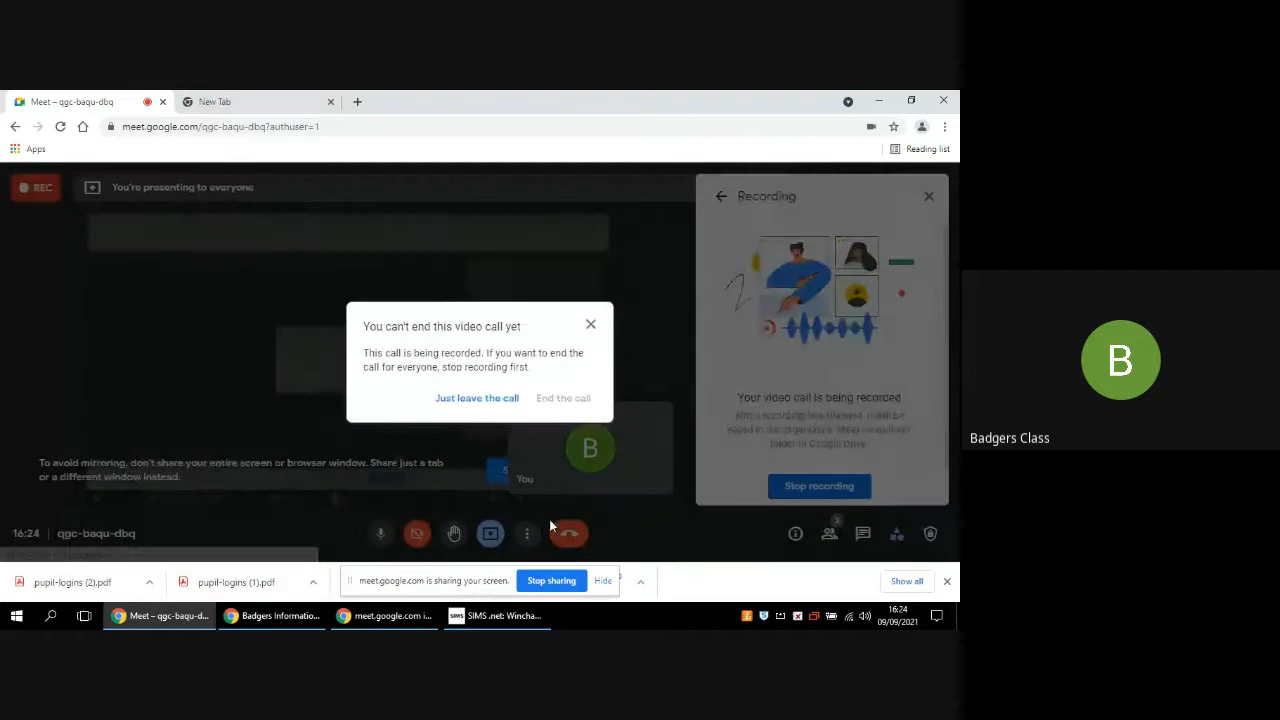 Meet – qgc-baqu-dbq
New Tab
meet.google.com/qgc-baqu-dbq?authuser=1
Apps
Reading list
REC
You're presenting to everyone
Recording
You can't end this video call yet
This call is being recorded. If you want to end the
call for everyone, stop recording first.
Just leave the call
End the call
Your video call is being recorded
folder in Google Drive
B
Badgers Class
B
You
To avoid mirroring, don't share your entire screen or browser window. Share just a tab
or a different window instead.
Stop recording
16:24
qgc-baqu-dbq
3
pupil-logins (2).pdf
pupil-logins (1).pdf
meet.google.com is sharing your screen.
Stop sharing
Hide
Show all
Meet – qgc-baqu-d...
Badgers Informatio...
meet.google.com i...
SIMS
SIMS .net: Wincha...
16:24
09/09/2021